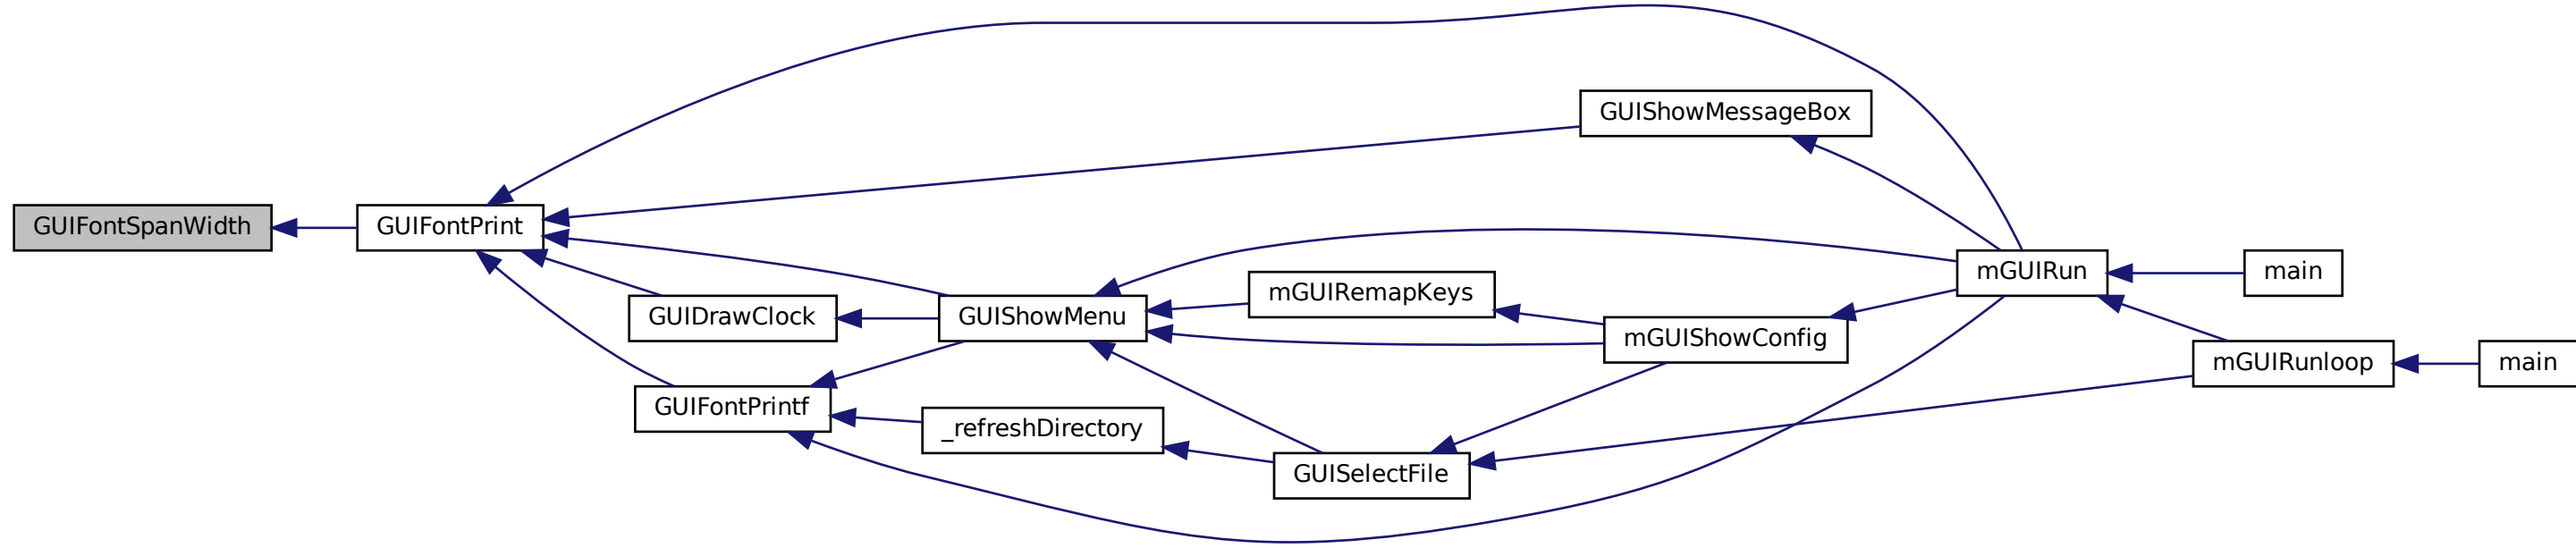 GUIShowMessageBox
GUIFontSpanWidth
GUIFontPrint
mGUIRun
main
mGUIRemapKeys
GUIDrawClock
GUIShowMenu
mGUIShowConfig
mGUIRunloop
main
GUIFontPrintf
_refreshDirectory
GUISelectFile